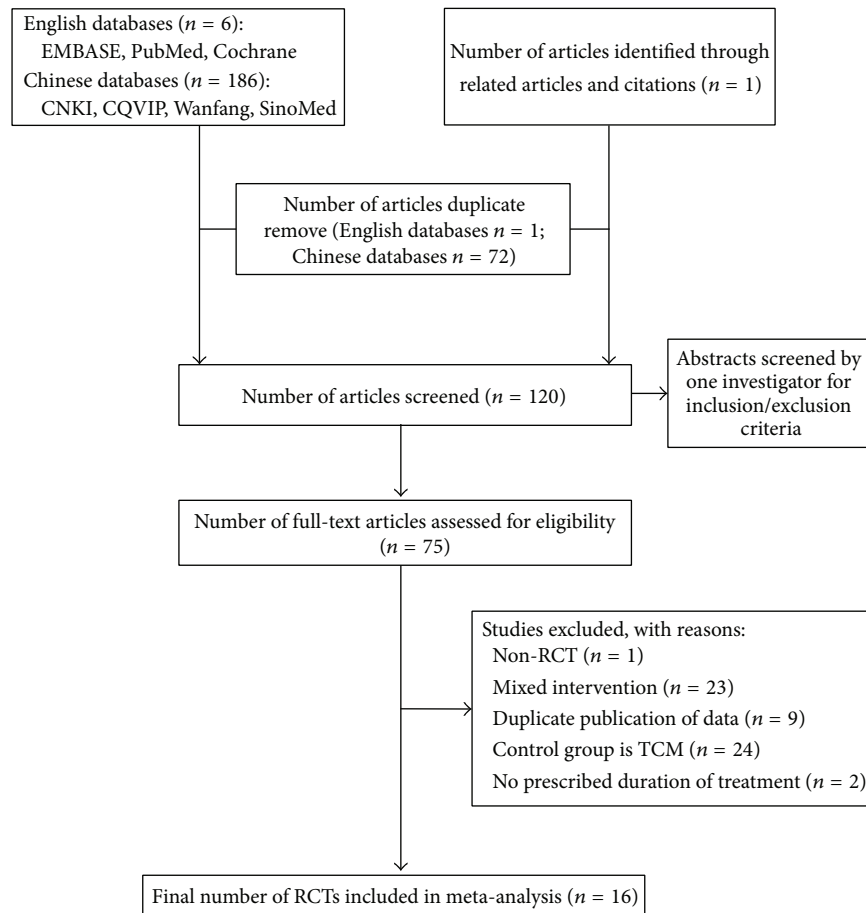 English databases (n = 6):
EMBASE, PubMed, Cochrane
Chinese databases (n = 186):
CNKI, CQVIP, Wanfang, SinoMed
Number of articles identified through
related articles and citations (n = 1)
Number of articles duplicate
remove (English databases n = 1;
Chinese databases n = 72)
Number of articles screened (n = 120)
Abstracts screened by
one investigator for
inclusion/exclusion
criteria
Number of full-text articles assessed for eligibility
(n = 75)
Studies excluded, with reasons:
Non-RCT (n = 1)
Mixed intervention (n = 23)
Duplicate publication of data (n = 9)
Control group is TCM (n = 24)
No prescribed duration of treatment (n = 2)
Final number of RCTs included in meta-analysis (n = 16)